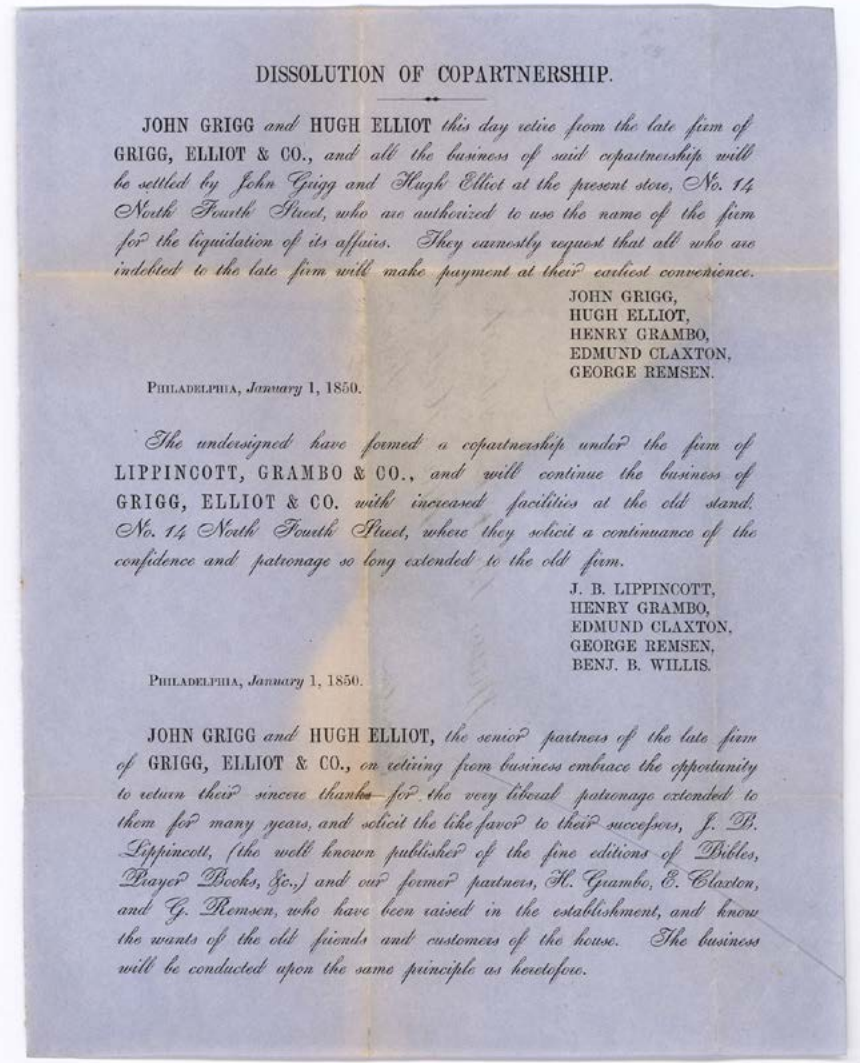 DISSOLUTION OF COPARTNERSHIP.
JOHN GRIGG and HUGH ELLIOT this day retire from the late firm of
GRIGG, ELLIOT & CO., and all the business of said copartnership will
be settled by John Grigg and Hugh Elliot at the present store, No. 14
North Fourth Street, who are authorized to use the name of the firm
for the liquidation of its affairs. They earnestly request that all who are
indebted to the late firm will make payment at their earliest convenience.
JOHN GRIGG,
HUGH ELLIOT,
HENRY GRAMBO,
EDMUND CLAXTON,
GEORGE REMSEN.
PHILADELPHIA, January 1, 1850.
The undersigned have formed a copartnership under the firm of
LIPPINCOTT, GRAMBO & CO., and will continue the business of
GRIGG, ELLIOT & CO. with increased facilities at the old stand.
No. 14 North Fourth Street, where they solicit a continuance of the
confidence and patronage so long extended to the old firm.
J. B. LIPPINCOTT,
HENRY GRAMBO,
EDMUND CLAXTON,
GEORGE REMSEN,
BENJ. B. WILLIS.
PHILADELPHIA, January 1, 1850.
JOHN GRIGG and HUGH ELLIOT, the senior partners of the late firm
of GRIGG, ELLIOT & CO., on retiring from business embrace the opportunity
to return their sincere thanks for the very liberal patronage extended to
them for many years, and solicit the like favor to their successors, J. B.
Lippincott, (the well known publisher of the fine editions of Bibles,
Prayer Books, &c.,) and our former partners, H. Grambo, E. Claxton,
and G. Remsen, who have been raised in the establishment, and know
the wants of the old friends and customers of the house. The business
will be conducted upon the same principle as heretofore.